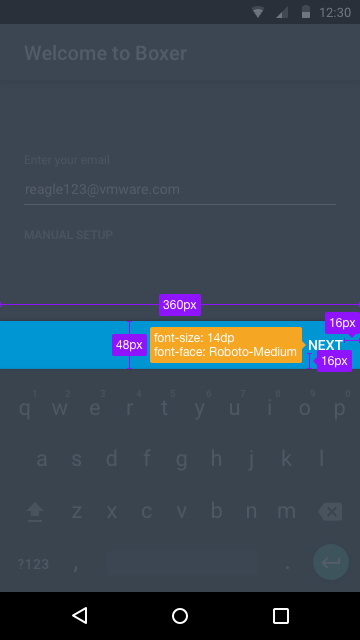 12:30
Welcome to Boxer
Enter your email
reagle123@vmware.com
MANUAL SETUP
360px
16px
48px
font-size: 14dp
font-face: Roboto-Medium
NEXT
16px
1 2 3 4 5 6 7 8 9 0
q w e r t y u i o p
a s d f g h j k l
z x c v b n m
?123 , .